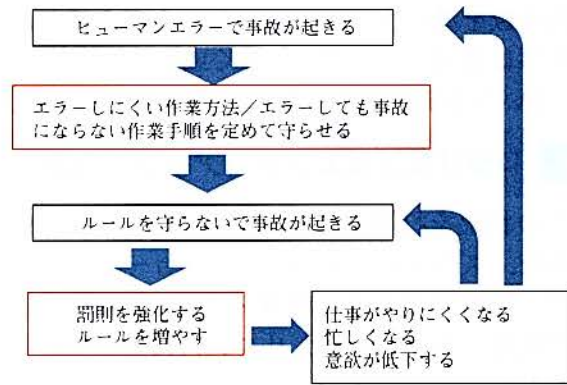 ヒューマンエラーで事故が起きる
エラーしにくい作業方法／エラーしても事故
にならない作業手順を定めて守らせる
ルールを守らないで事故が起きる
罰則を強化する
ルールを増やす
仕事がやりにくくなる
忙しくなる
意欲が低下する